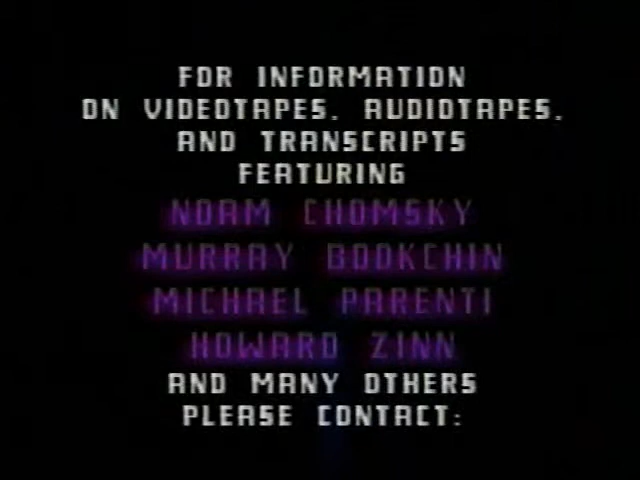 FOR INFORMATION
ON VIDEOTAPES, AUDIOTAPES,
AND TRANSCRIPTS
FEATURING
NOAM CHOMSKY
MURRAY BOOKCHIN
MICHAEL PARENTI
HOWARD ZINN
AND MANY OTHERS
PLEASE CONTACT: